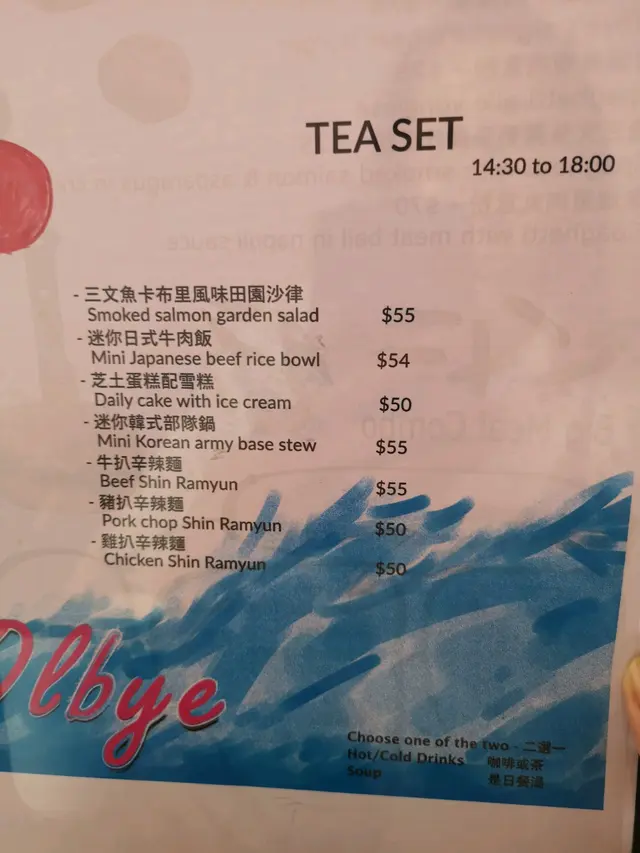 TEA SET
14:30 to 18:00
- 三文魚卡布里風味田園沙律
Smoked salmon garden salad $55
- 迷你日式牛肉飯
Mini Japanese beef rice bowl $54
- 芝士蛋糕配雪糕
Daily cake with ice cream $50
- 迷你韓式部隊鍋
Mini Korean army base stew $55
- 牛扒辛辣麵
Beef Shin Ramyun $55
- 豬扒辛辣麵
Pork chop Shin Ramyun $50
- 雞扒辛辣麵
Chicken Shin Ramyun $50
Olbye
Choose one of the two - 二選一
Hot/Cold Drinks 咖啡或茶
Soup 是日餐湯